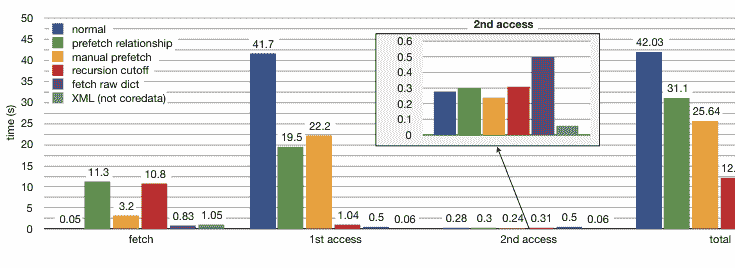 2nd access
50
45
40
35
30
25
20
15
10
5
0
time (s)
normal
prefetch relationship
manual prefetch
recursion cutoff
fetch raw dict
XML (not coredata)
0.6
0.5
0.4
0.3
0.2
0.1
0
0.05 11.3 3.2 10.8 0.83 1.05
41.7 19.5 22.2 1.04 0.5 0.06
0.28 0.3 0.24 0.31 0.5 0.06
42.03 31.1 25.64 12.
fetch 1st access 2nd access total